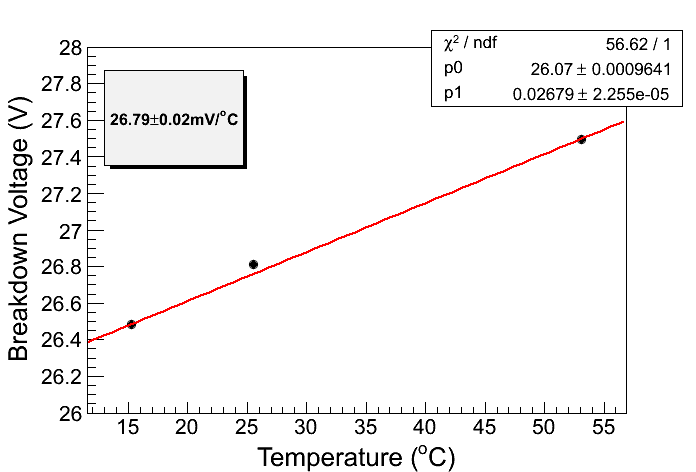 χ² / ndf 56.62 / 1
p0 26.07 ± 0.0009641
p1 0.02679 ± 2.255e-05
26.79±0.02mV/°C
Breakdown Voltage (V)
28
27.8
27.6
27.4
27.2
27
26.8
26.6
26.4
26.2
26
15 20 25 30 35 40 45 50 55
Temperature (°C)